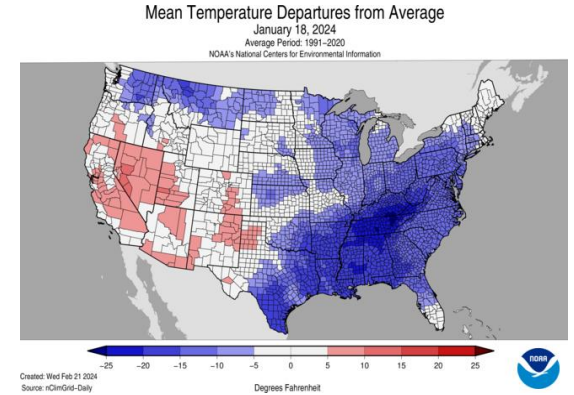 Mean Temperature Departures from Average
January 18, 2024
Average Period: 1991−2020
NOAA's National Centers for Environmental Information
−25 −20 −15 −10 −5 0 5 10 15 20 25
Created: Wed Feb 21 2024
Source: nClimGrid−Daily
Degrees Fahrenheit
NOAA